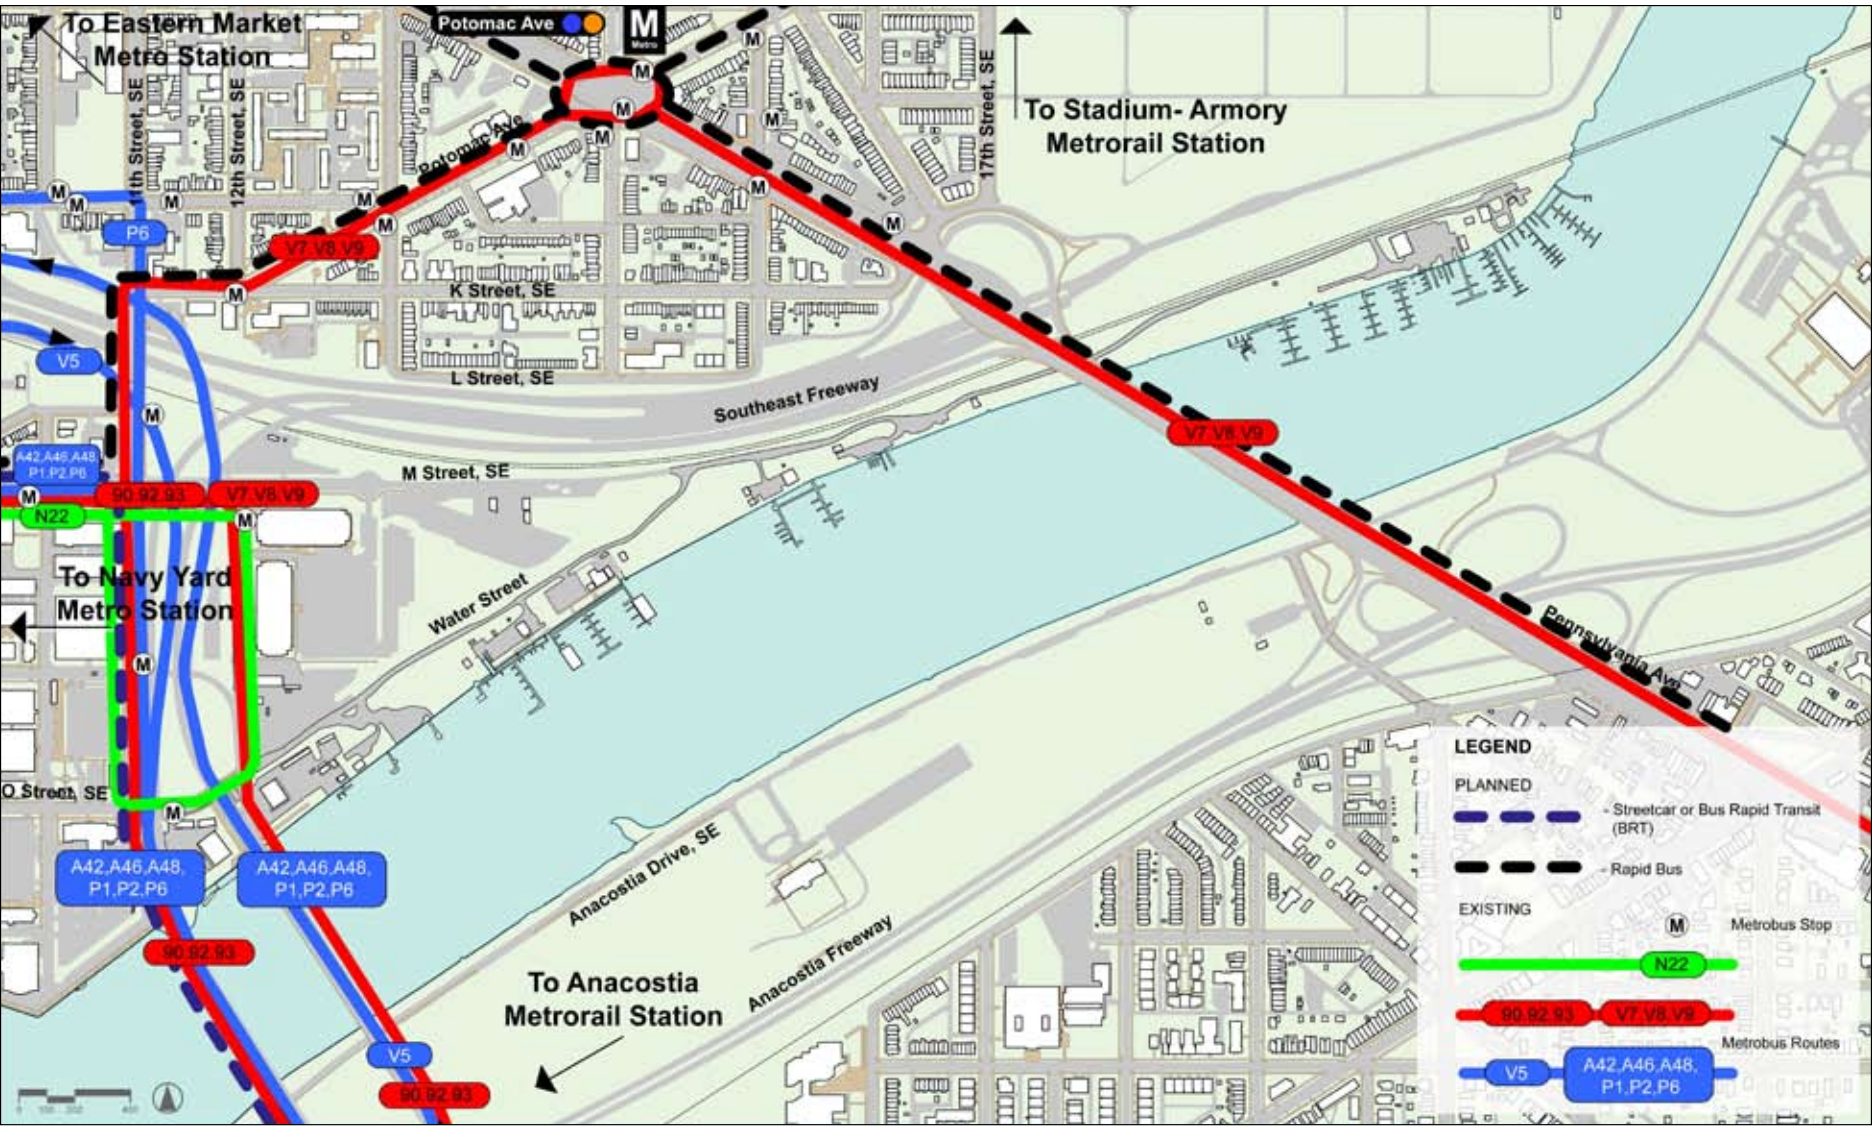 To Eastern Market
Metro Station
Potomac Ave
M
Metro
M
M
M
M
M
M
11th Street, SE
12th Street, SE
17th Street, SE
To Stadium- Armory
Metrorail Station
Potomac Ave
M
M
M
M
M
M
M
M
P6
V7.V8.V9
M
K Street, SE
V5
L Street, SE
Southeast Freeway
M
V7.V8.V9
A42,A46,A48,
P1,P2,P6
M Street, SE
M
90.92.93
V7.V8.V9
N22
M
To Navy Yard
Metro Station
Water Street
M
Pennsylvania Ave
O Street, SE
M
Anacostia Drive, SE
A42,A46,A48,
P1,P2,P6
A42,A46,A48,
P1,P2,P6
90.92.93
Anacostia Freeway
To Anacostia
Metrorail Station
V5
90.92.93
LEGEND
PLANNED
- Streetcar or Bus Rapid Transit
(BRT)
- Rapid Bus
EXISTING
M
Metrobus Stop
N22
90.92.93
V7.V8.V9
Metrobus Routes
V5
A42,A46,A48,
P1,P2,P6
0